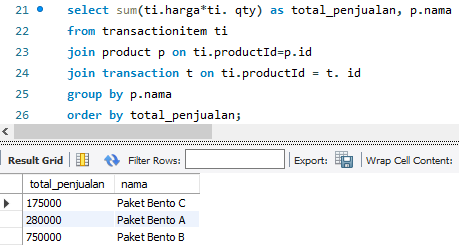 21 select sum(ti.harga*ti. qty) as total_penjualan, p.nama
22 from transactionitem ti
23 join product p on ti.productId=p.id
24 join transaction t on ti.productId = t. id
25 group by p.nama
26 order by total_penjualan;
Result Grid Filter Rows: Export: Wrap Cell Content:
total_penjualan nama
175000 Paket Bento C
280000 Paket Bento A
750000 Paket Bento B